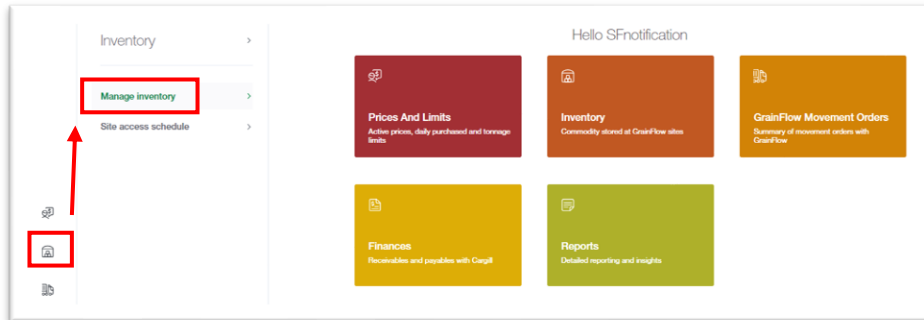 Inventory
Manage inventory
Site access schedule
Hello SFnotification
Prices And Limits
Active prices, daily purchased and tonnage
limits
Inventory
Commodity stored at GrainFlow sites
GrainFlow Movement Orders
Summary of movement orders with
GrainFlow
Finances
Receivables and payables with Cargill
Reports
Detailed reporting and insights